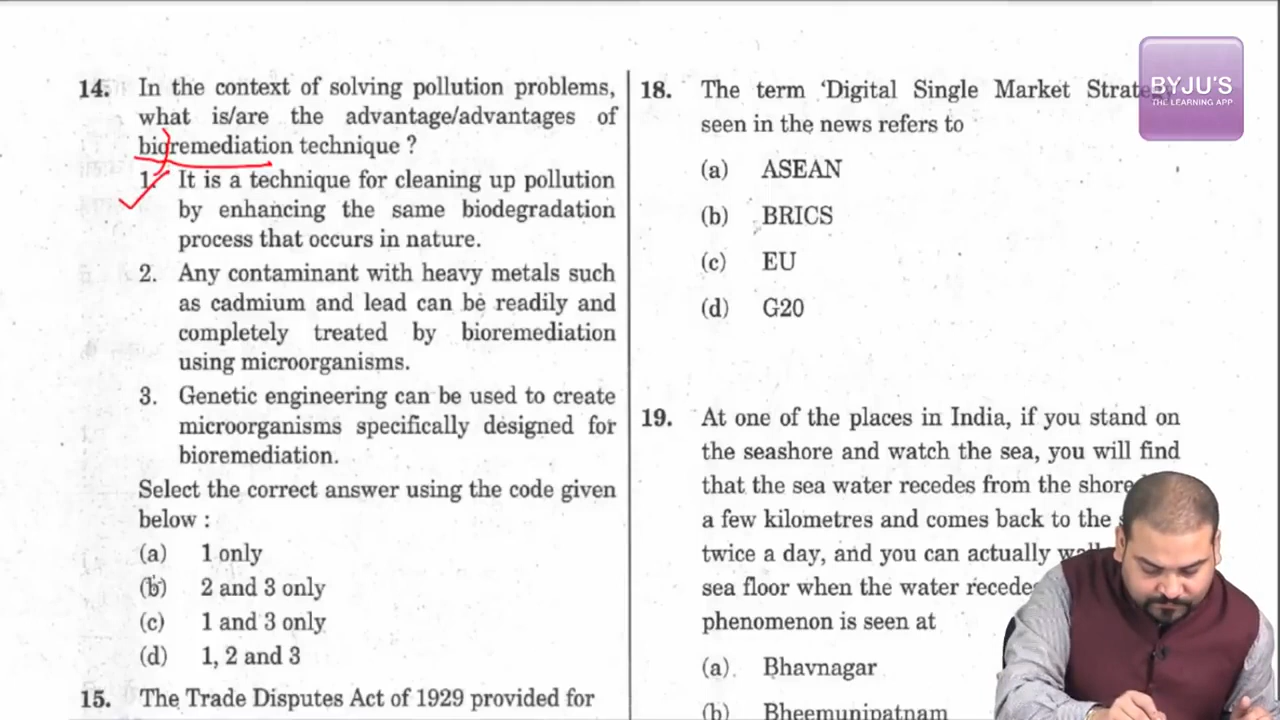 14. In the context of solving pollution problems,
what is/are the advantage/advantages of
bioremediation technique ?
1. It is a technique for cleaning up pollution
by enhancing the same biodegradation
process that occurs in nature.
2. Any contaminant with heavy metals such
as cadmium and lead can be readily and
completely treated by bioremediation
using microorganisms.
3. Genetic engineering can be used to create
microorganisms specifically designed for
bioremediation.
Select the correct answer using the code given
below :
(a) 1 only
(b) 2 and 3 only
(c) 1 and 3 only
(d) 1, 2 and 3
15. The Trade Disputes Act of 1929 provided for
18. The term 'Digital Single Market
seen in the news refers to
(a) ASEAN
(b) BRICS
(c) EU
(d) G20
19. At one of the places in India, if you stand on
the seashore and watch the sea, you will find
that the sea water recedes from the shore
a few kilometres and comes back to the
twice a day, and you can actually
sea floor when the water
phenomenon is seen at
(a) Bhavnagar
(b) Bheemunipatnam
BYJU'S
THE LEARNING APP